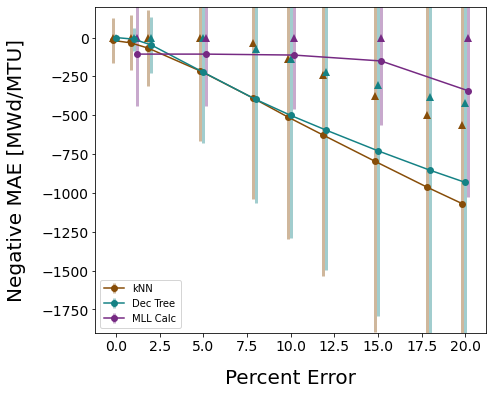 Negative MAE [MWd/MTU]
0
−250
−500
−750
−1000
−1250
−1500
−1750
kNN
Dec Tree
MLL Calc
0.0 2.5 5.0 7.5 10.0 12.5 15.0 17.5 20.0
Percent Error